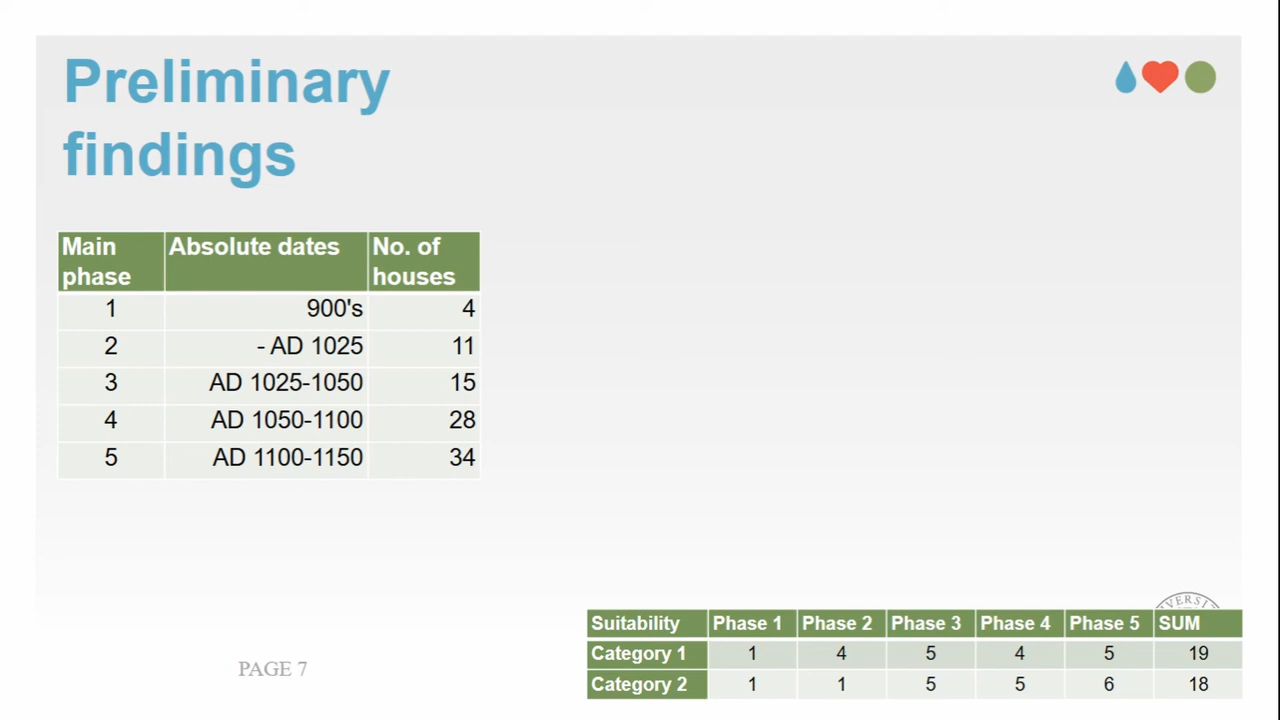 Preliminary
findings
Main phase Absolute dates No. of houses
1 900's 4
2 - AD 1025 11
3 AD 1025-1050 15
4 AD 1050-1100 28
5 AD 1100-1150 34
Suitability Phase 1 Phase 2 Phase 3 Phase 4 Phase 5 SUM
Category 1 1 4 5 4 5 19
Category 2 1 1 5 5 6 18
PAGE 7